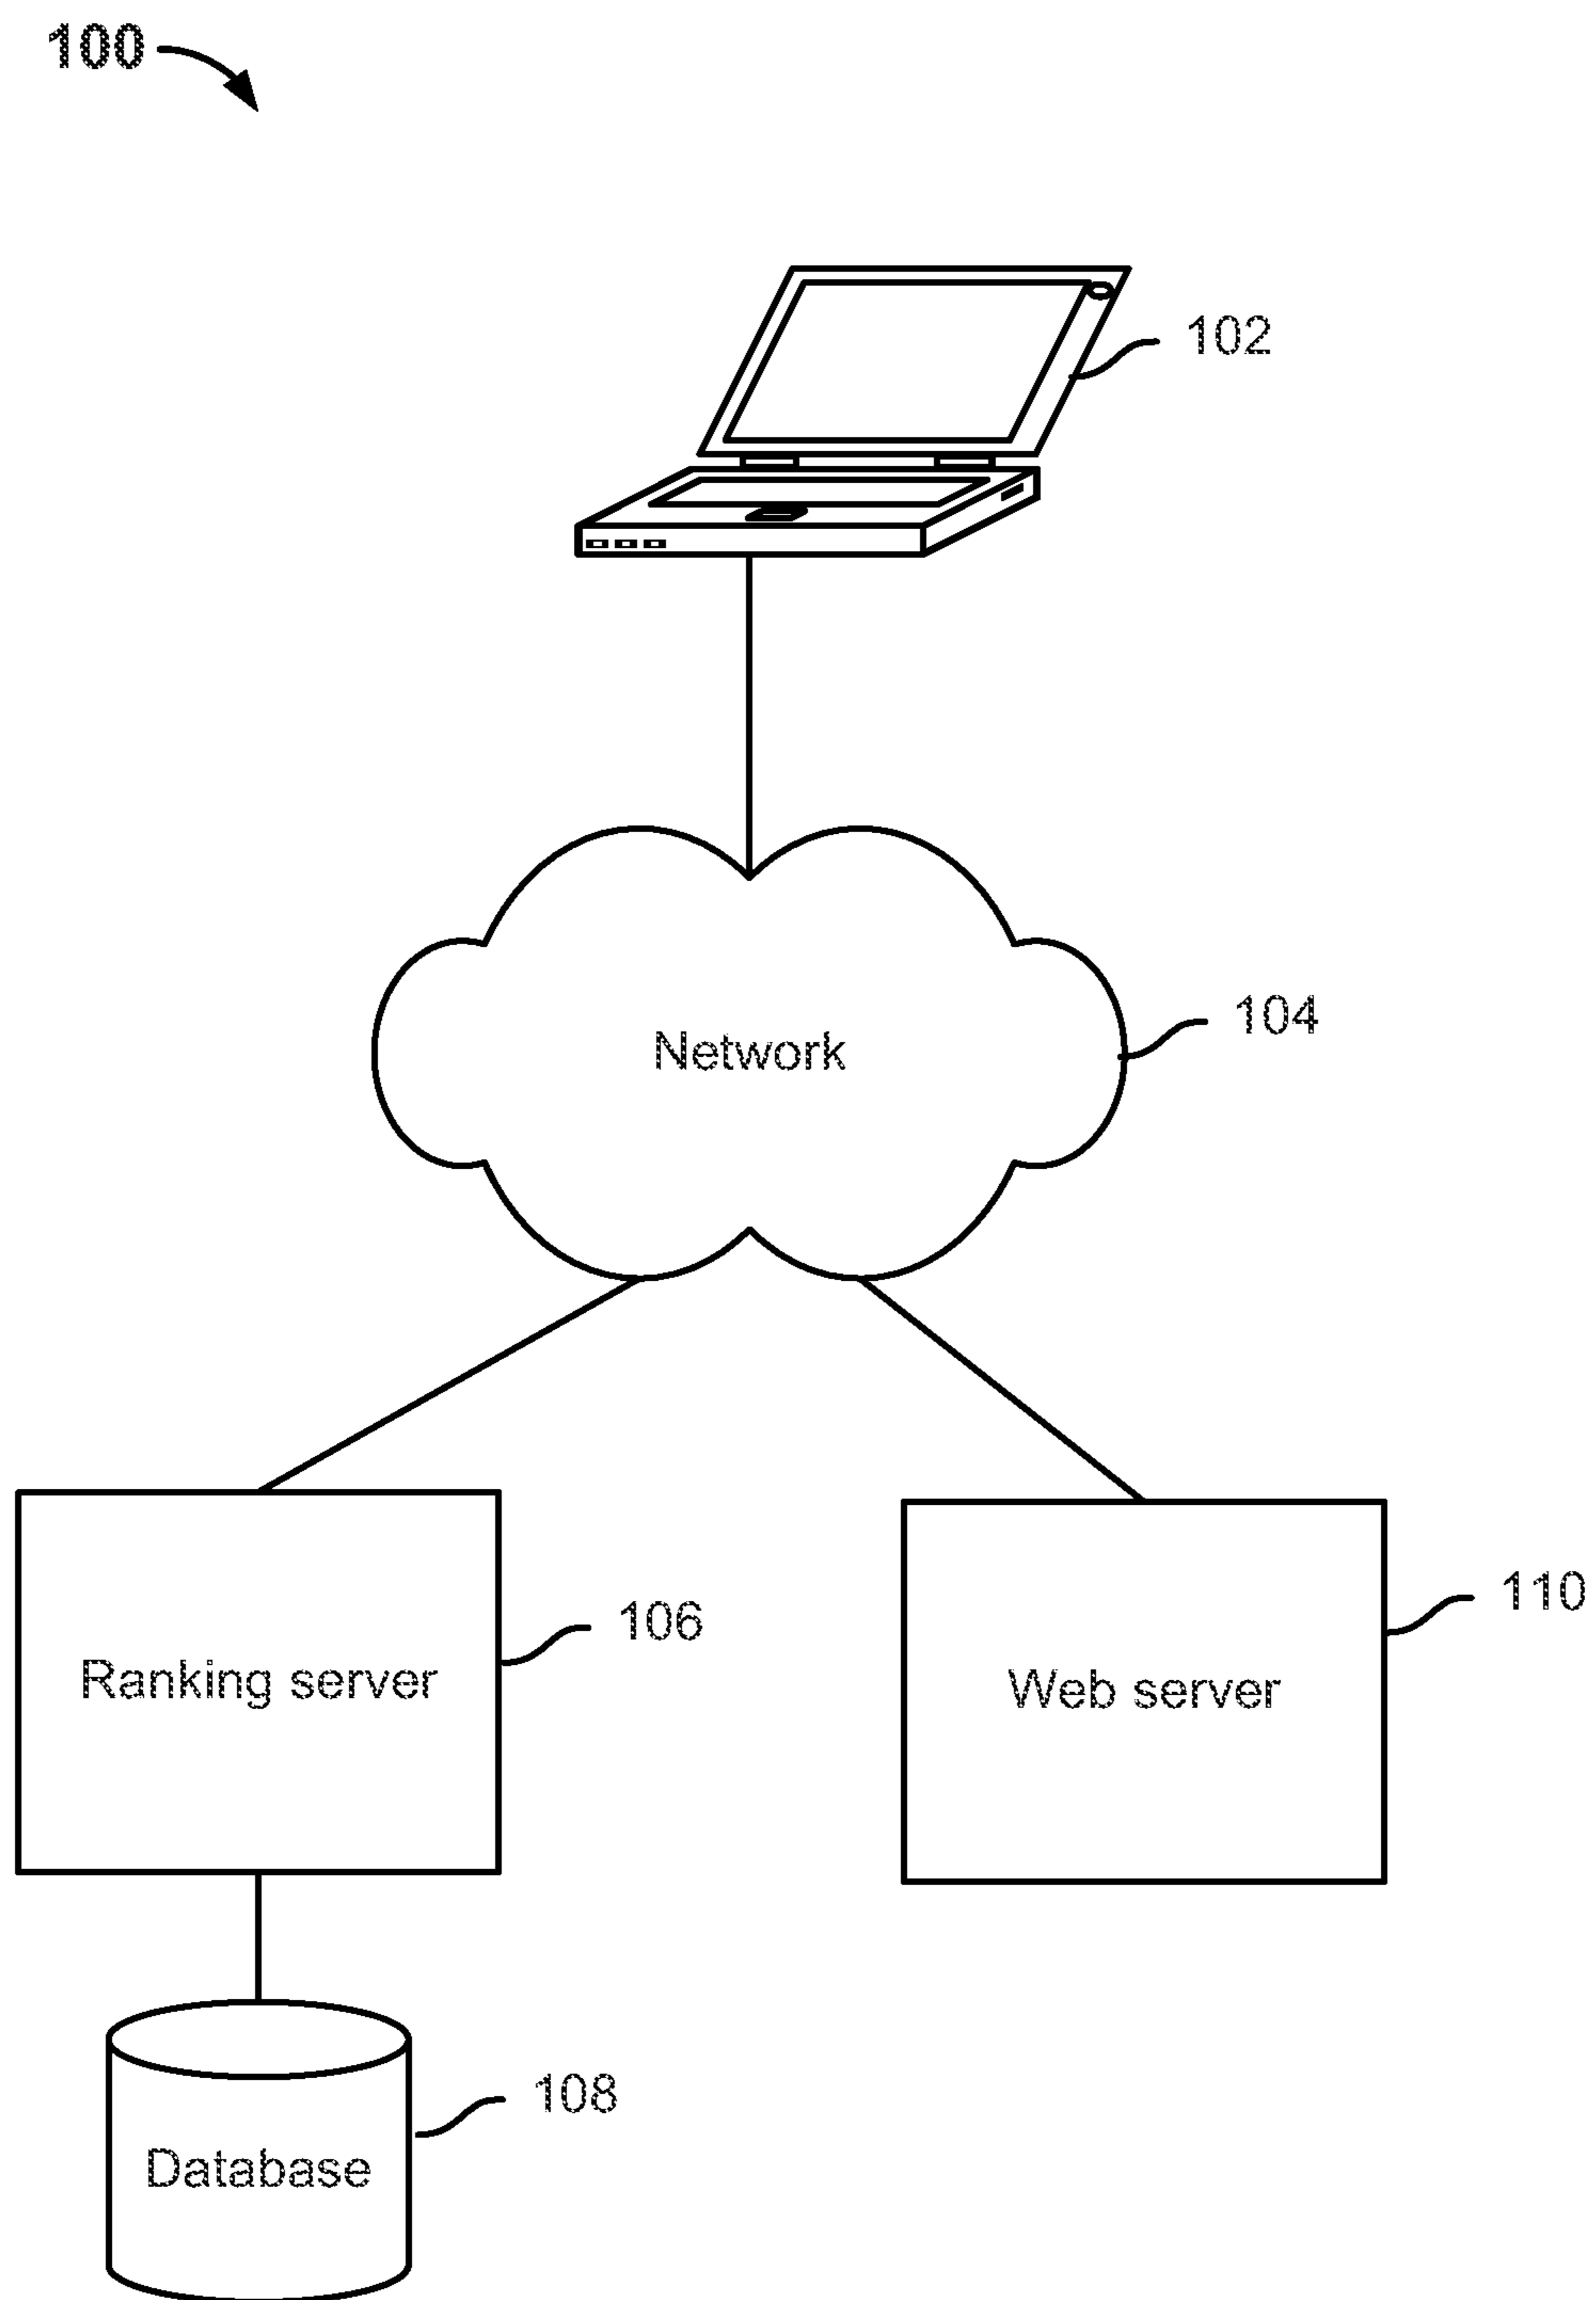 100
102
Network
104
106
Ranking server
110
Web server
108
Database